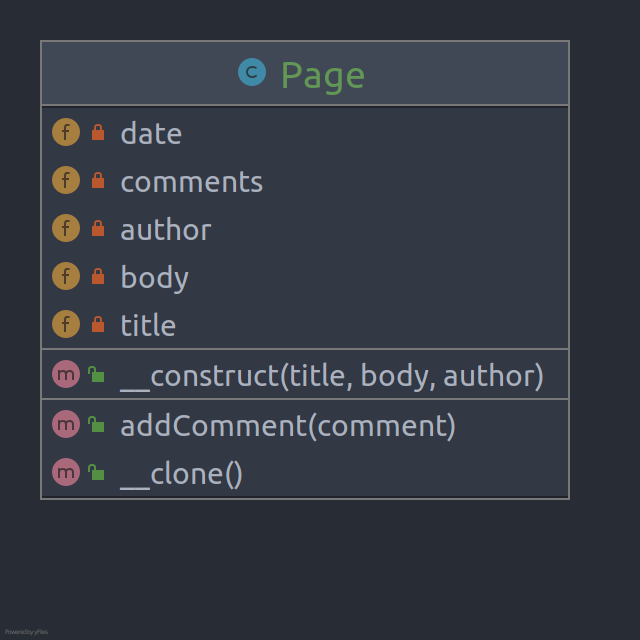 Page
date
comments
author
body
title
__construct(title, body, author)
addComment(comment)
__clone()
Powered by yFiles